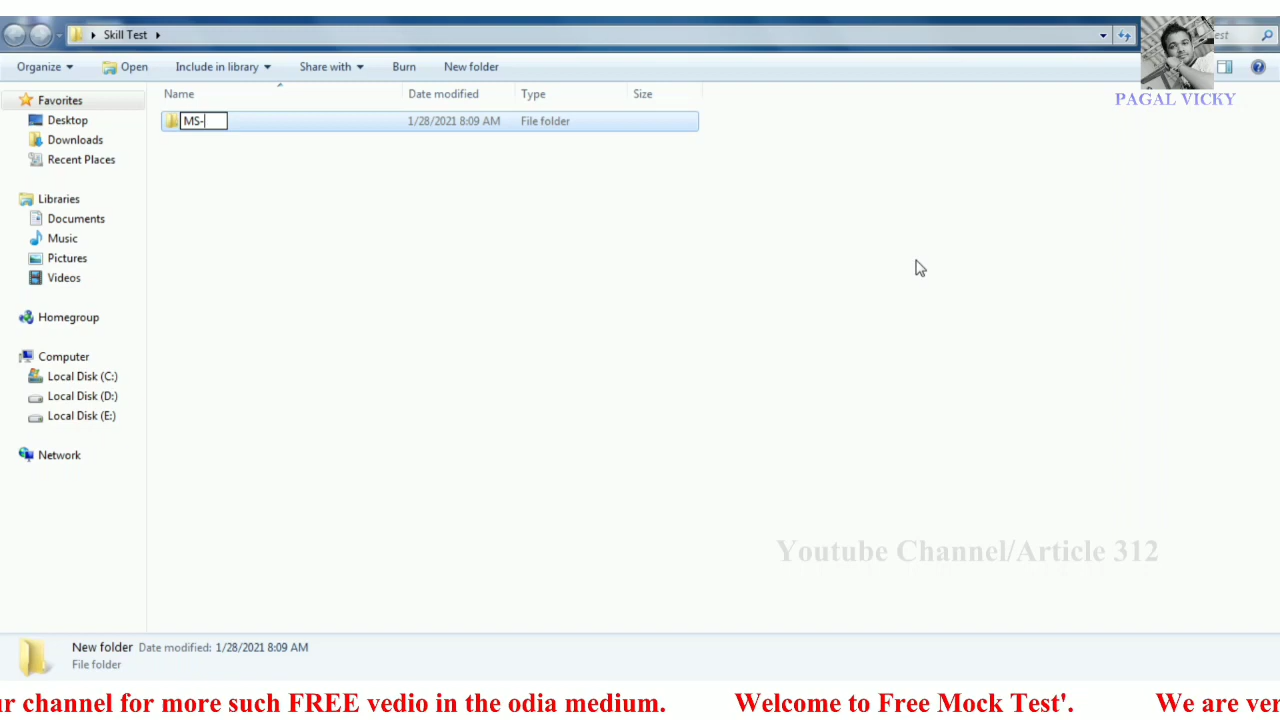 Skill Test
est
Organize Open Include in library Share with Burn New folder
PAGAL VICKY
Name Date modified Type Size
MS- 1/28/2021 8:09 AM File folder
Favorites
Desktop
Downloads
Recent Places
Libraries
Documents
Music
Pictures
Videos
Homegroup
Computer
Local Disk (C:)
Local Disk (D:)
Local Disk (E:)
Network
Youtube Channel/Article 312
New folder Date modified: 1/28/2021 8:09 AM
File folder
ur channel for more such FREE vedio in the odia medium. Welcome to Free Mock Test'. We are ver